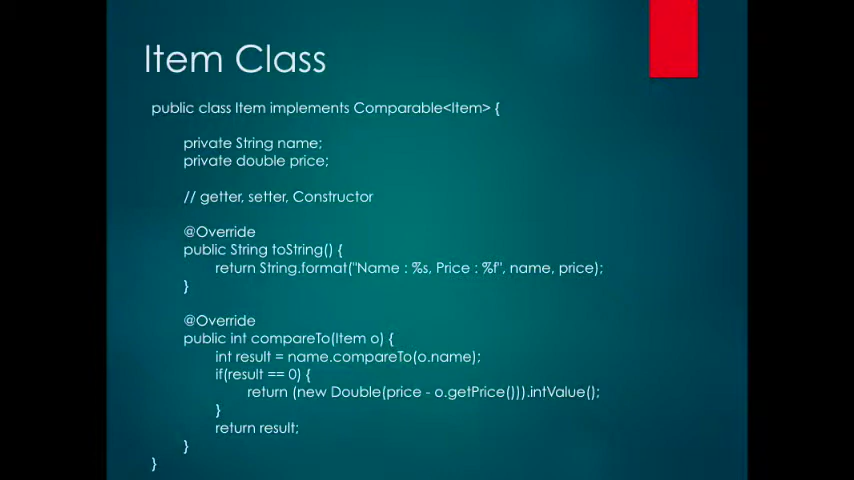 Item Class
public class Item implements Comparable<Item> {
private String name;
private double price;
// getter, setter, Constructor
@Override
public String toString() {
return String.format("Name : %s, Price : %f", name, price);
}
@Override
public int compareTo(Item o) {
int result = name.compareTo(o.name);
if(result == 0) {
return (new Double(price - o.getPrice())).intValue();
}
return result;
}
}